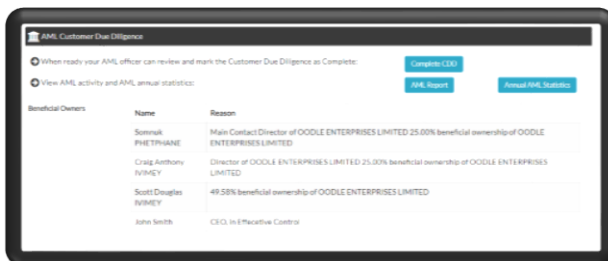 AML Customer Due Diligence
When ready your AML officer can review and mark the Customer Due Diligence as Complete:
Complete CDD
View AML activity and AML annual statistics:
AML Report
Annual AML Statistics
Beneficial Owners
Name
Reason
Somnuk
PHETPHANE
Main Contact Director of OODLE ENTERPRISES LIMITED 25.00% beneficial ownership of OODLE
ENTERPRISES LIMITED
Craig Anthony
IVIMEY
Director of OODLE ENTERPRISES LIMITED 25.00% beneficial ownership of OODLE ENTERPRISES
LIMITED
Scott Douglas
IVIMEY
49.58% beneficial ownership of OODLE ENTERPRISES LIMITED
John Smith
CEO, In Effecative Control